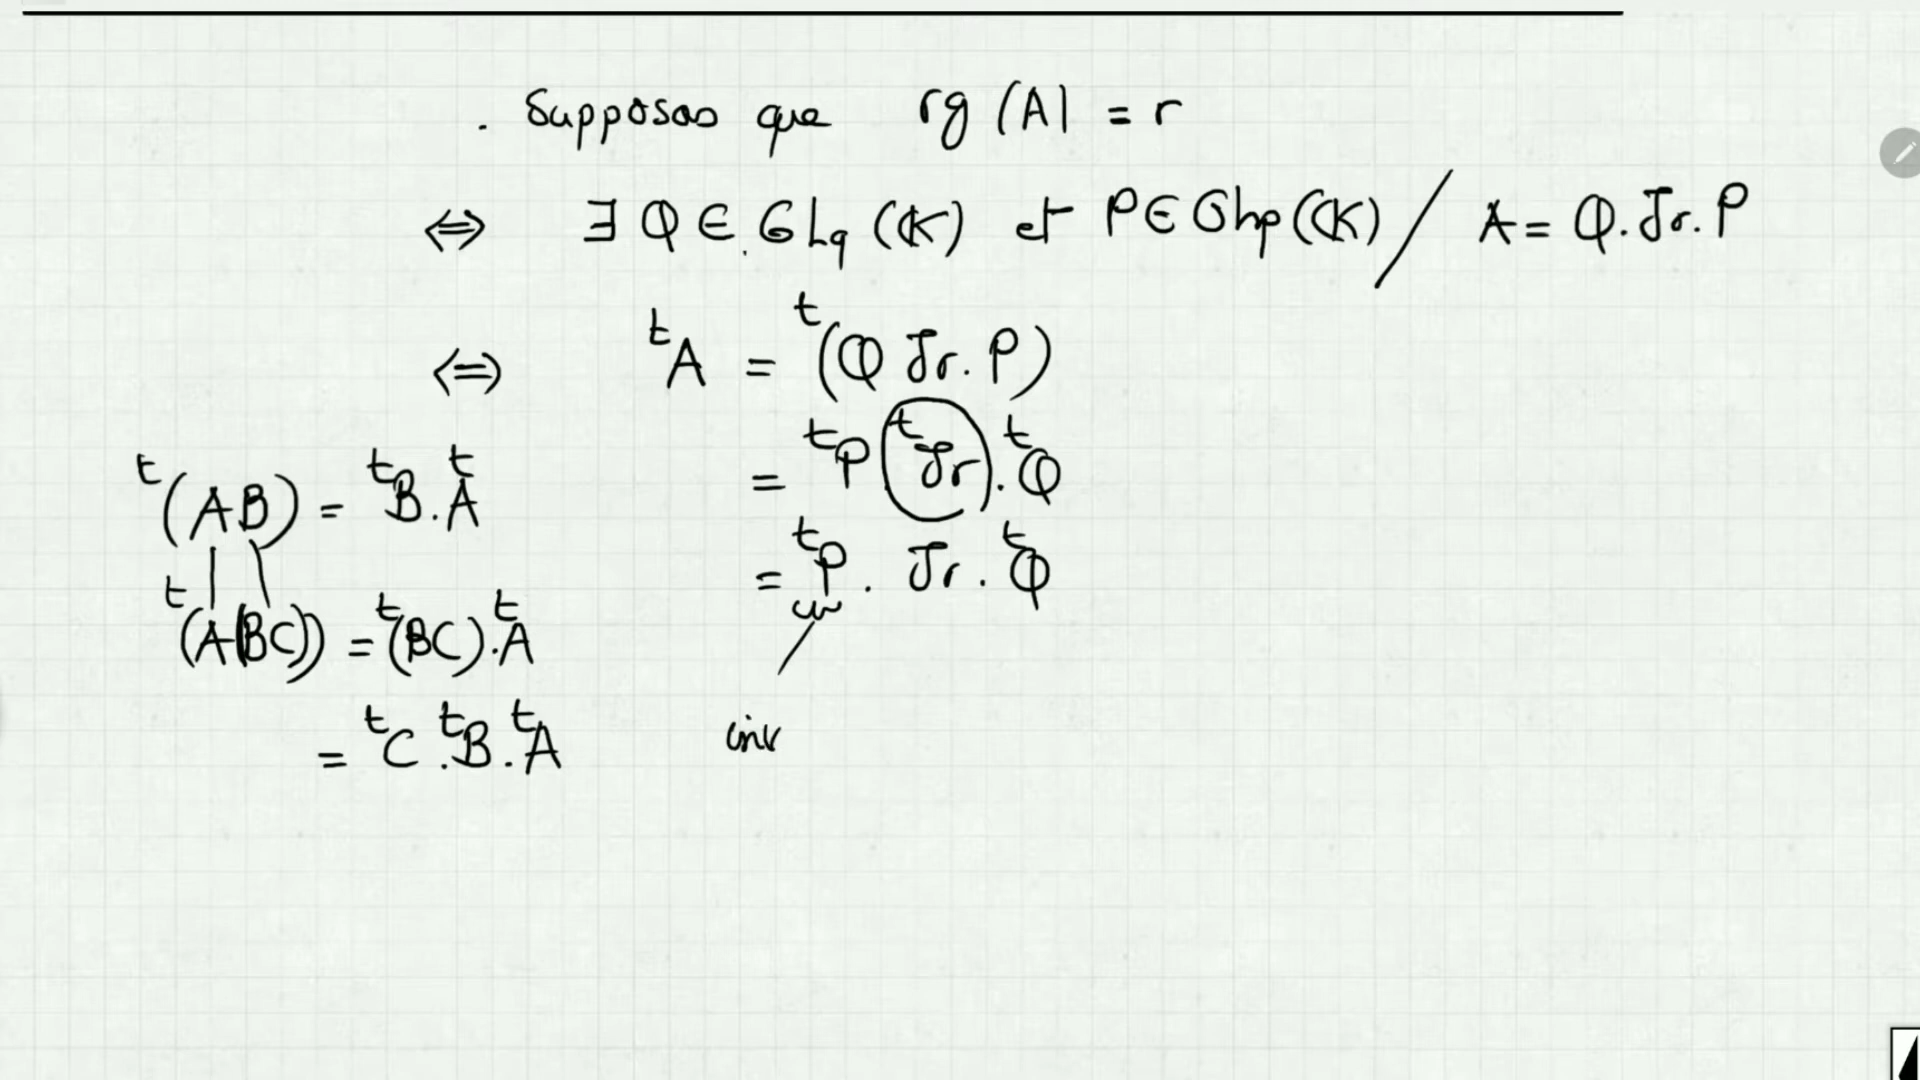 . Supposons que rg (A) = r
⇔ ∃ Q ∈ GLq (K) et P ∈ GLp (K) / A = Q . Jr . P
⇔ ᵗA = ᵗ(Q Jr . P)
= ᵗP ᵗJr . ᵗQ
= ᵗP . Jr . ᵗQ
inv
ᵗ(AB) = ᵗB . ᵗA
ᵗ(A(BC)) = ᵗ(BC) . ᵗA
= ᵗC . ᵗB . ᵗA